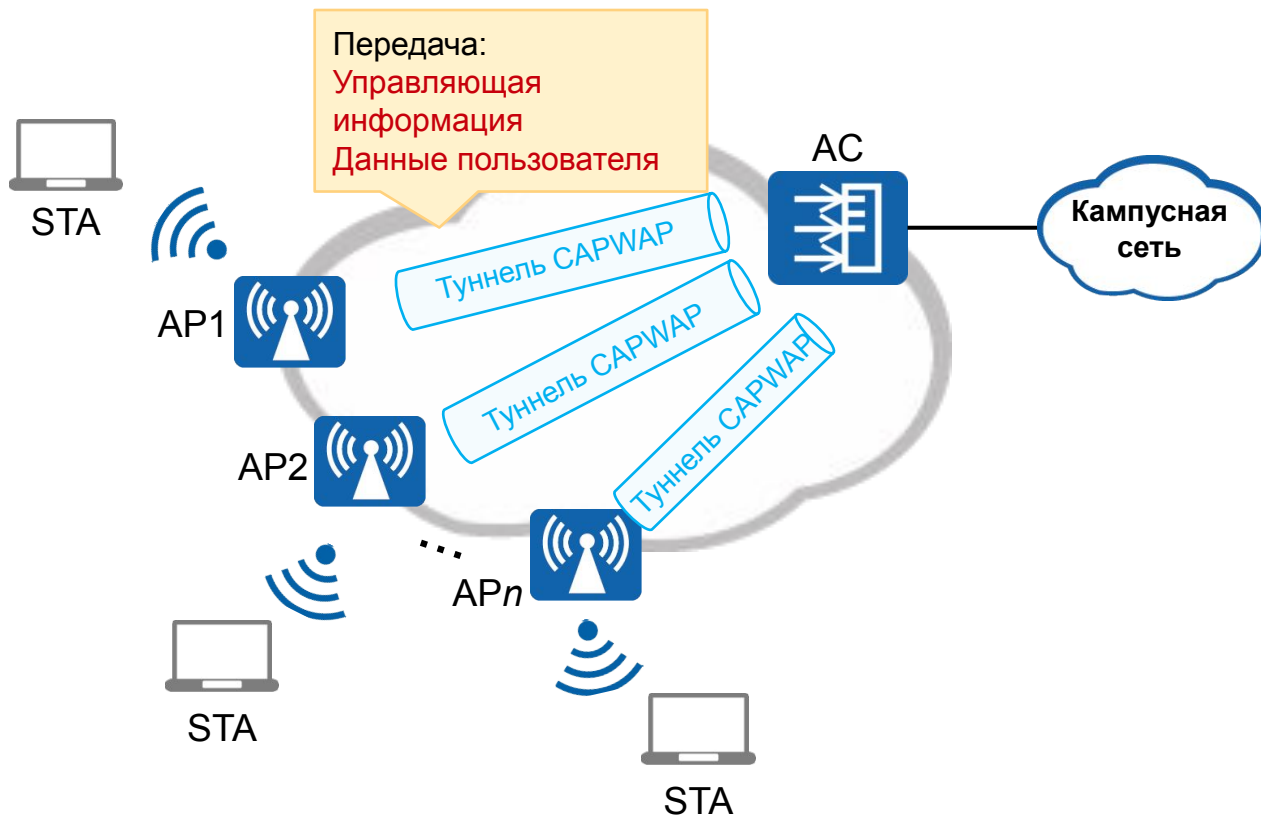 Передача:
Управляющая
информация
Данные пользователя
AC
STA
Туннель CAPWAP
Кампусная
сеть
AP1
Туннель CAPWAP
Туннель CAPWAP
AP2
...
APn
STA
STA